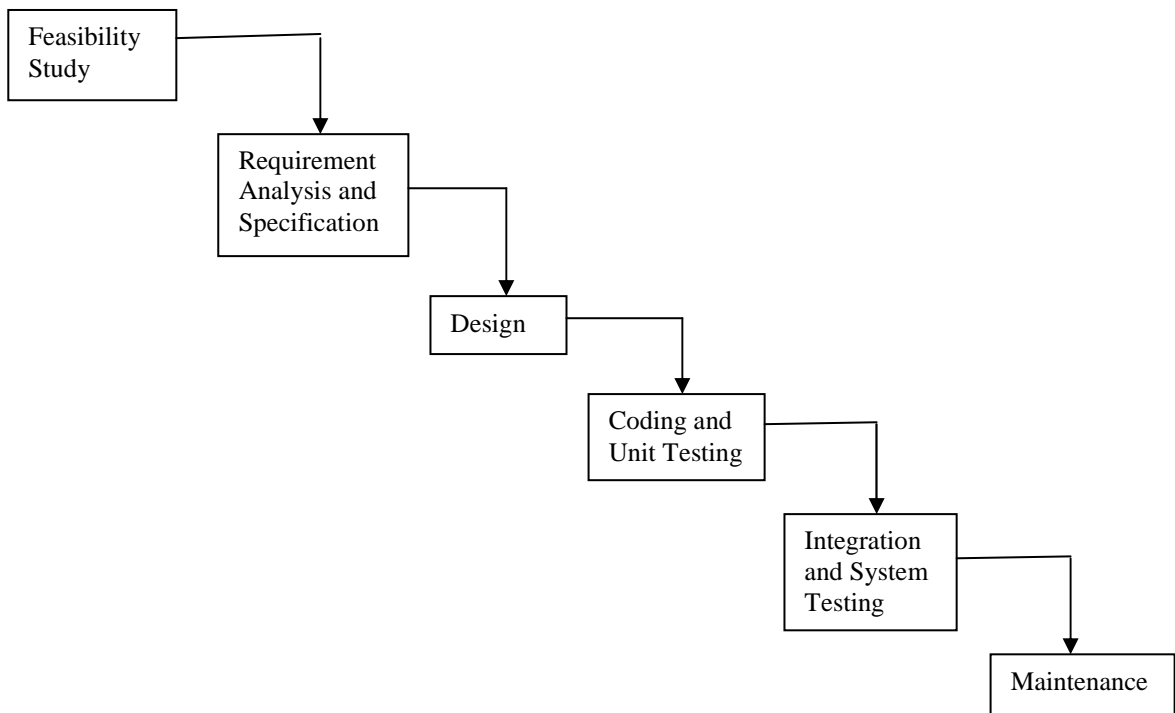 Feasibility
Study
Requirement
Analysis and
Specification
Design
Coding and
Unit Testing
Integration
and System
Testing
Maintenance